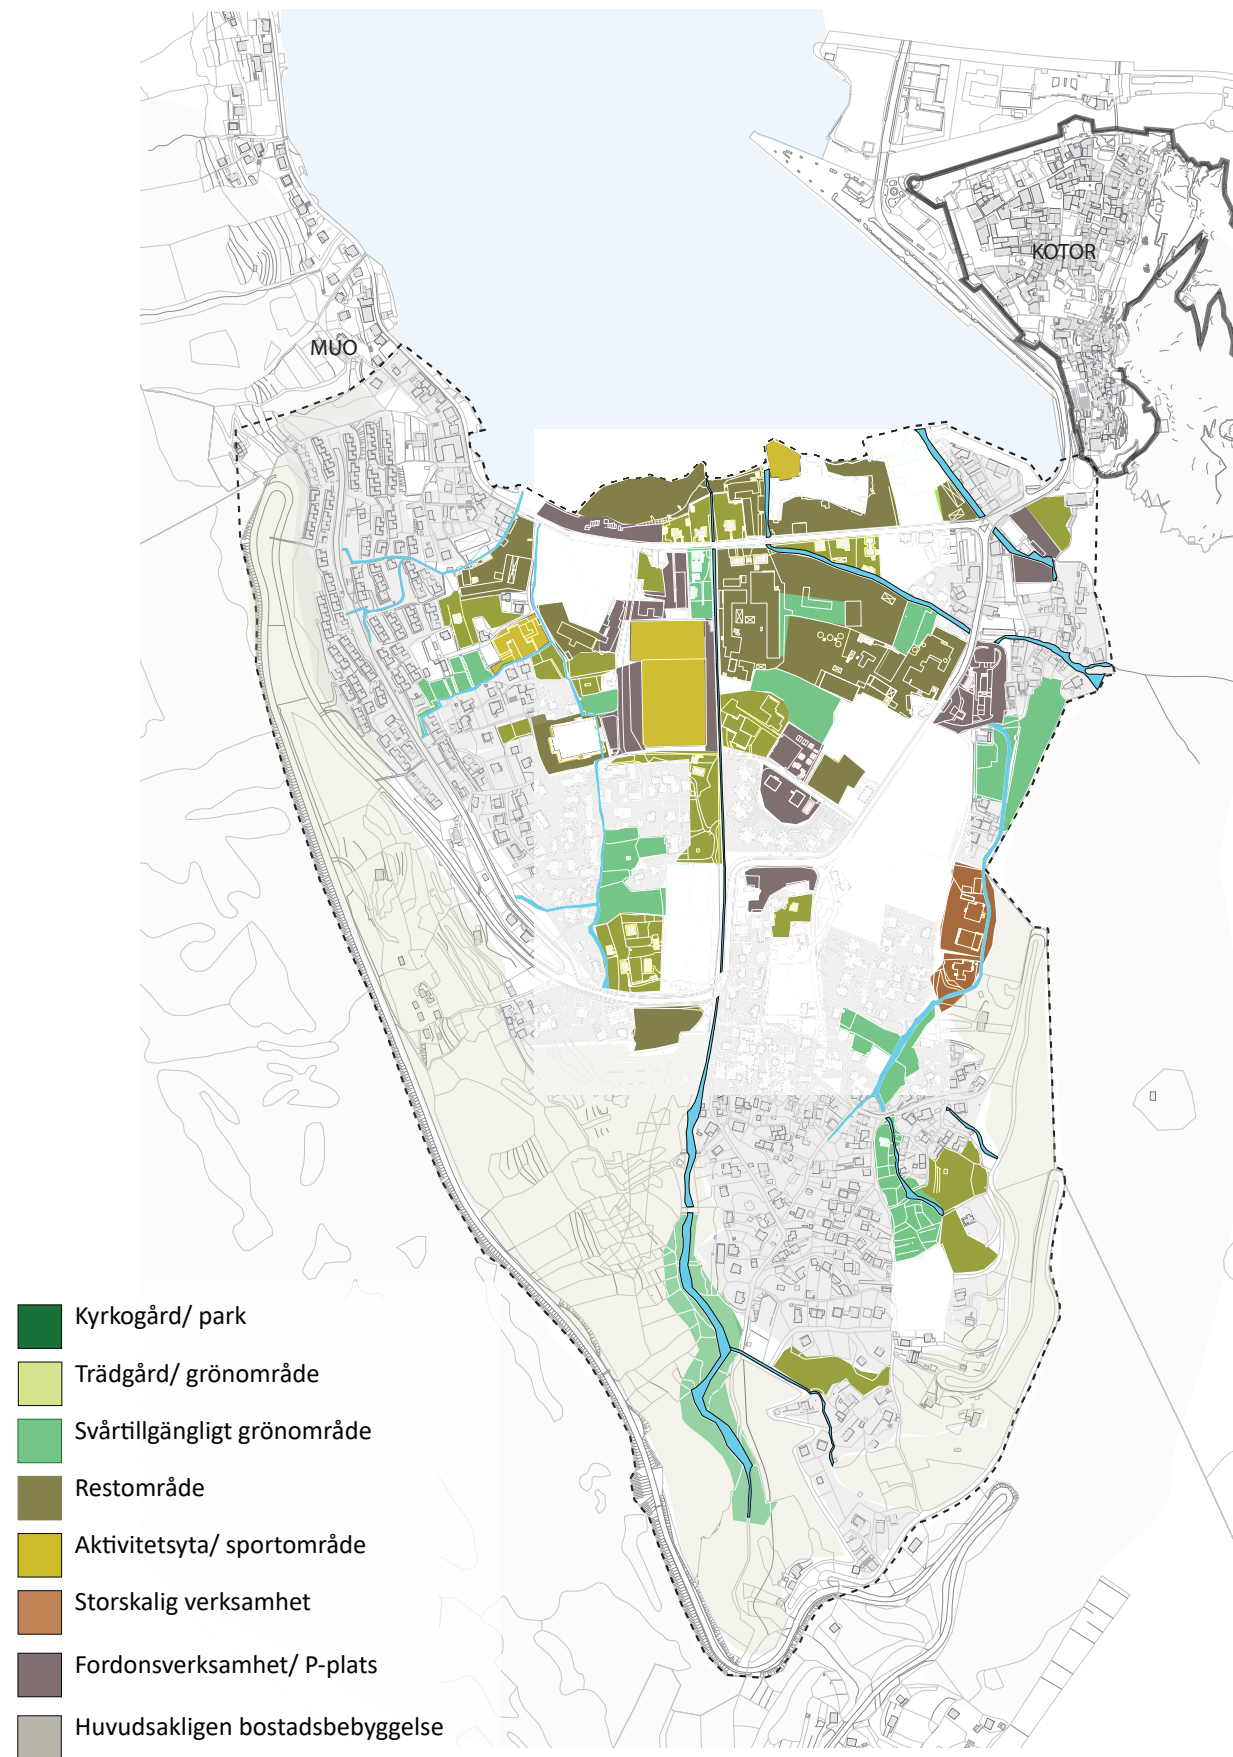 KOTOR
MUO
Kyrkogård/ park
Trädgård/ grönområde
Svårtillgängligt grönområde
Restområde
Aktivitetsyta/ sportområde
Storskalig verksamhet
Fordonsverksamhet/ P-plats
Huvudsakligen bostadsbebyggelse